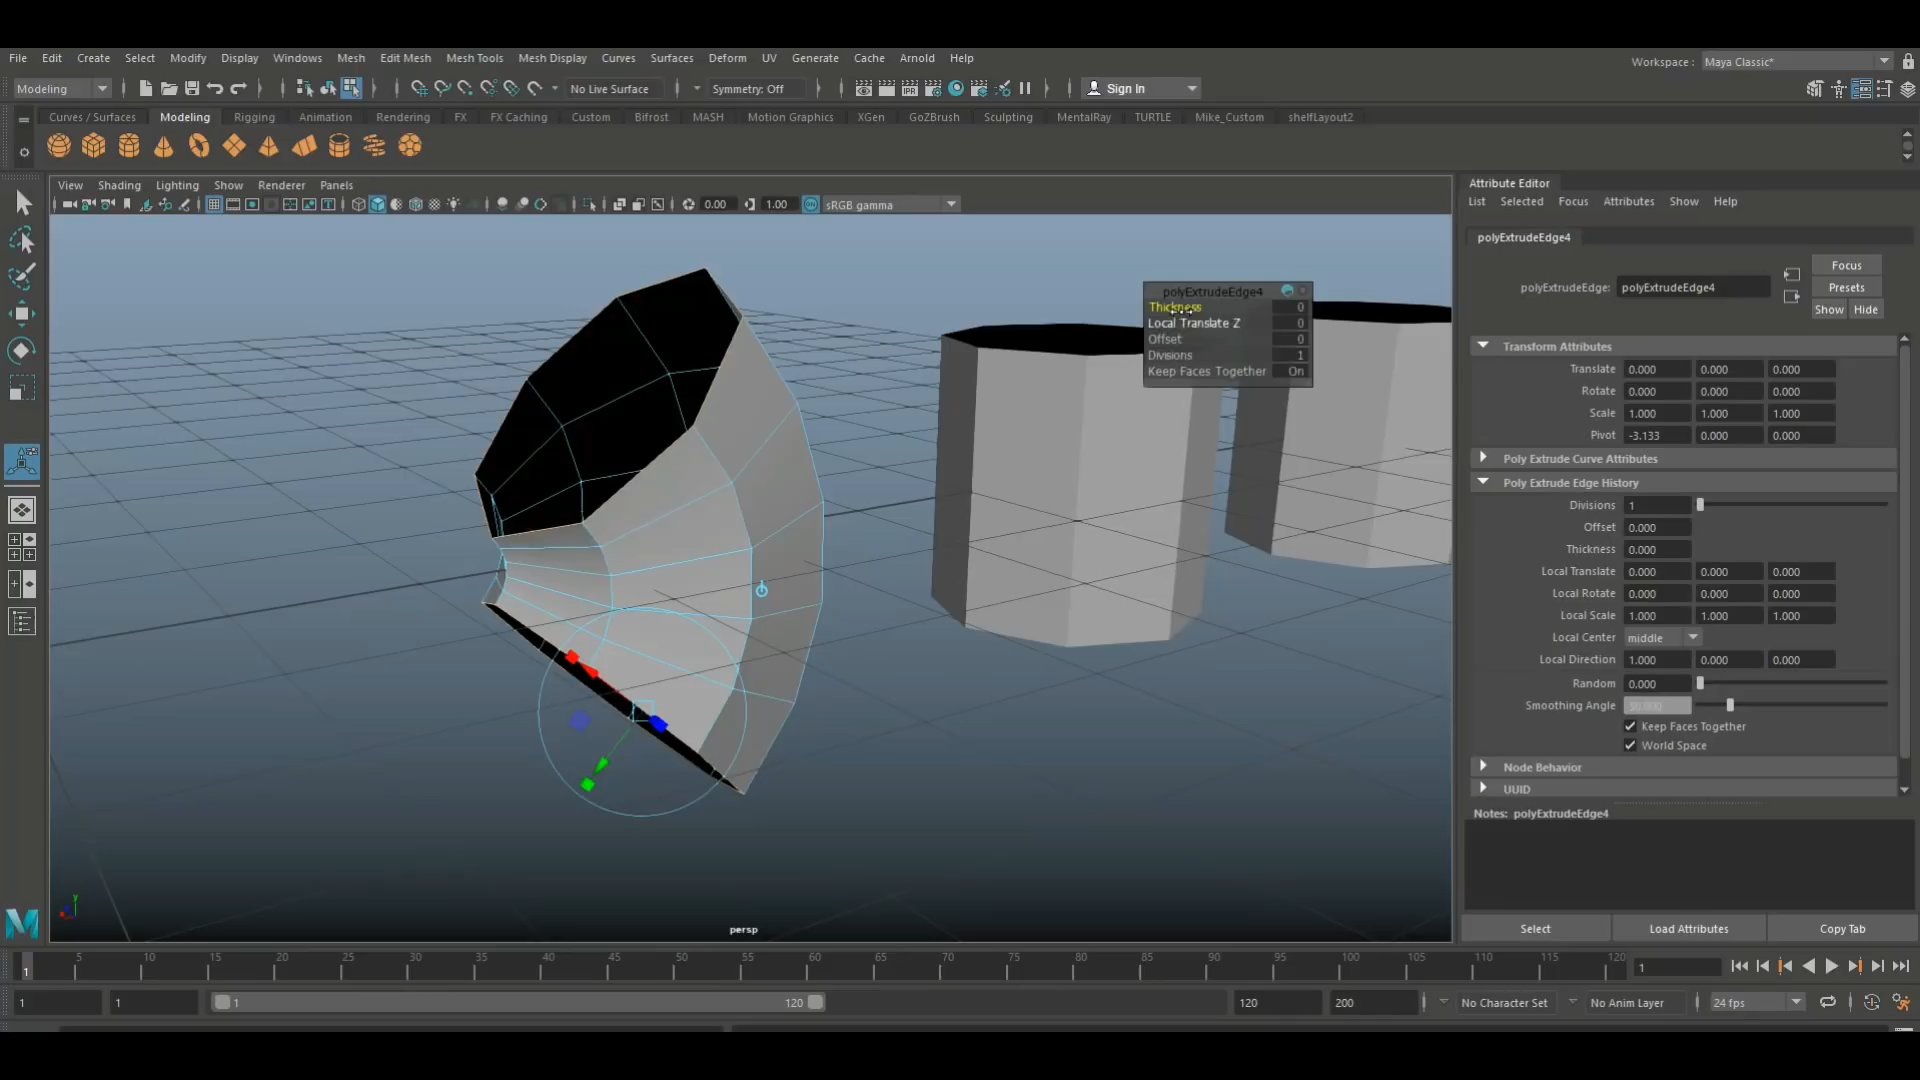 File Edit Create Select Modify Display Windows Mesh Edit Mesh Mesh Tools Mesh Display Curves Surfaces Deform UV Generate Cache Arnold Help
Workspace : Maya Classic*
Modeling No Live Surface Symmetry: Off Sign In
Curves / Surfaces Modeling Rigging Animation Rendering FX FX Caching Custom Bifrost MASH Motion Graphics XGen GoZBrush Sculpting MentalRay TURTLE Mike_Custom shelfLayout2
View Shading Lighting Show Renderer Panels
0.00 1.00 sRGB gamma
polyExtrudeEdge4
Thickness 0
Local Translate Z 0
Offset 0
Divisions 1
Keep Faces Together On
persp
Attribute Editor
List Selected Focus Attributes Show Help
polyExtrudeEdge4
polyExtrudeEdge: polyExtrudeEdge4
Focus
Presets
Show Hide
Transform Attributes
Translate 0.000 0.000 0.000
Rotate 0.000 0.000 0.000
Scale 1.000 1.000 1.000
Pivot -3.133 0.000 0.000
Poly Extrude Curve Attributes
Poly Extrude Edge History
Divisions 1
Offset 0.000
Thickness 0.000
Local Translate 0.000 0.000 0.000
Local Rotate 0.000 0.000 0.000
Local Scale 1.000 1.000 1.000
Local Center middle
Local Direction 1.000 0.000 0.000
Random 0.000
Smoothing Angle
Keep Faces Together
World Space
Node Behavior
UUID
Notes: polyExtrudeEdge4
Select Load Attributes Copy Tab
1 5 10 15 20 25 30 35 40 45 50 55 60 65 70 75 80 85 90 95 100 105 110 115 120 1
1 1 1 120 120 200 No Character Set No Anim Layer 24 fps